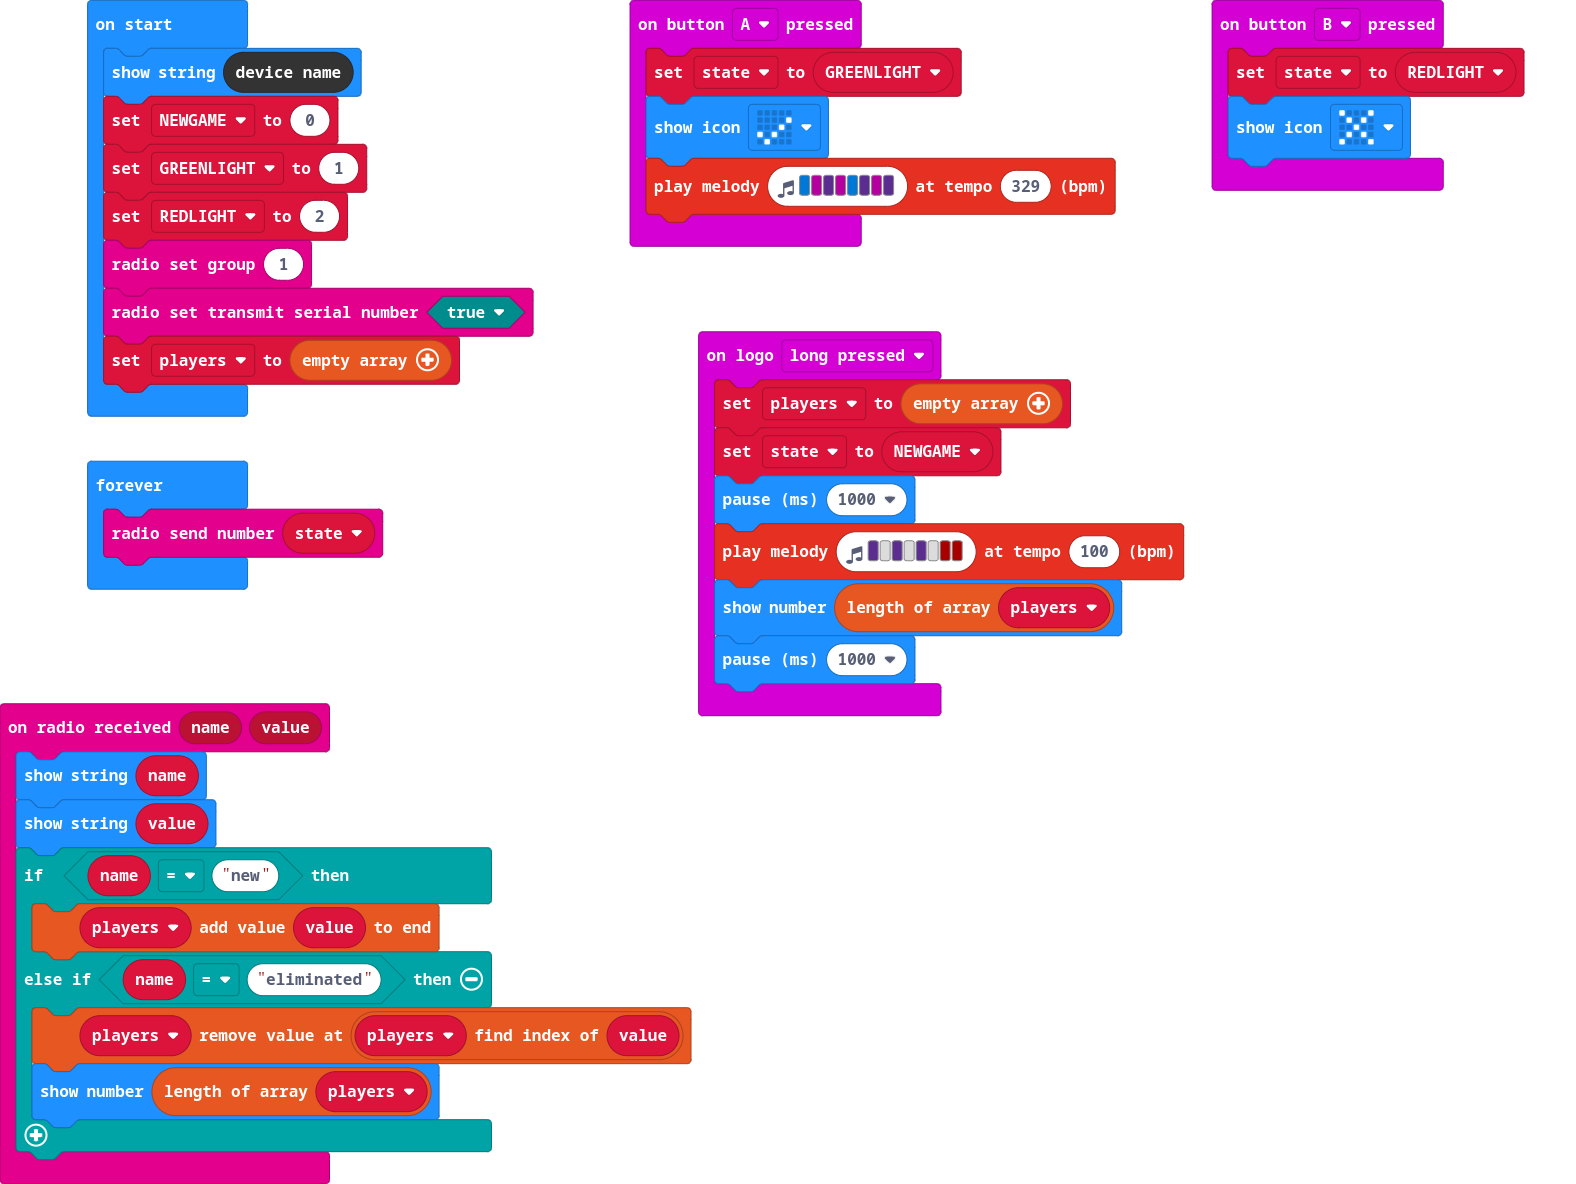 on start
show string device name
set NEWGAME to 0
set GREENLIGHT to 1
set REDLIGHT to 2
radio set group 1
radio set transmit serial number true
set players to empty array
forever
radio send number state
on radio received name value
show string name
show string value
if name = "new" then
players add value value to end
else if name = "eliminated" then
players remove value at players find index of value
show number length of array players
on button A pressed
set state to GREENLIGHT
show icon
play melody at tempo 329 (bpm)
on logo long pressed
set players to empty array
set state to NEWGAME
pause (ms) 1000
play melody at tempo 100 (bpm)
show number length of array players
pause (ms) 1000
on button B pressed
set state to REDLIGHT
show icon